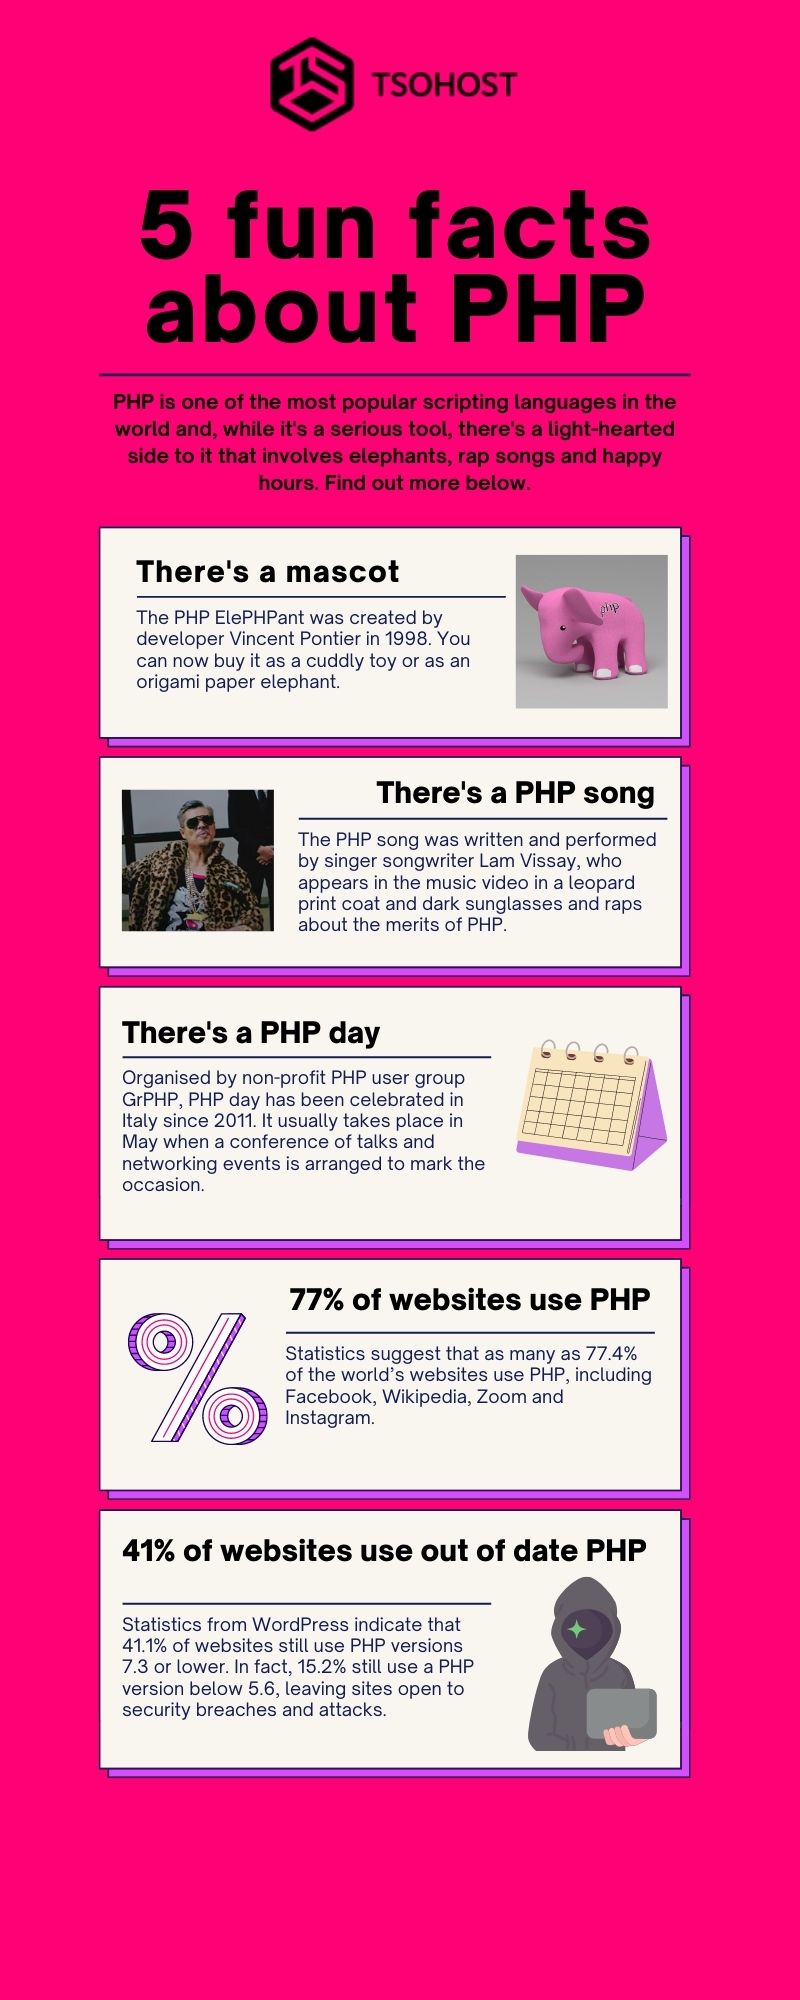 TSOHOST
5 fun facts
about PHP
PHP is one of the most popular scripting languages in the
world and, while it's a serious tool, there's a light-hearted
side to it that involves elephants, rap songs and happy
hours. Find out more below.
There's a mascot
The PHP ElePHPant was created by
developer Vincent Pontier in 1998. You
can now buy it as a cuddly toy or as an
origami paper elephant.
php
There's a PHP song
The PHP song was written and performed
by singer songwriter Lam Vissay, who
appears in the music video in a leopard
print coat and dark sunglasses and raps
about the merits of PHP.
There's a PHP day
Organised by non-profit PHP user group
GrPHP, PHP day has been celebrated in
Italy since 2011. It usually takes place in
May when a conference of talks and
networking events is arranged to mark the
occasion.
%
77% of websites use PHP
Statistics suggest that as many as 77.4%
of the world’s websites use PHP, including
Facebook, Wikipedia, Zoom and
Instagram.
41% of websites use out of date PHP
Statistics from WordPress indicate that
41.1% of websites still use PHP versions
7.3 or lower. In fact, 15.2% still use a PHP
version below 5.6, leaving sites open to
security breaches and attacks.